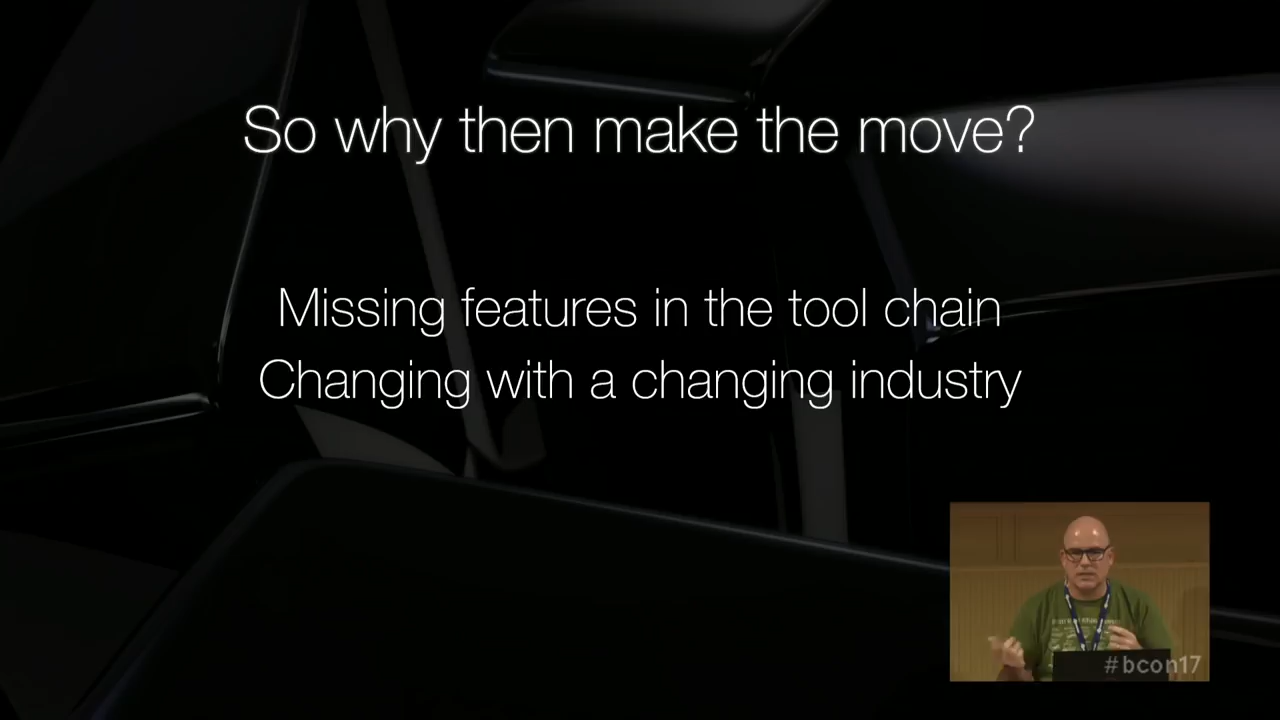 So why then make the move?
Missing features in the tool chain
Changing with a changing industry
#bcon17